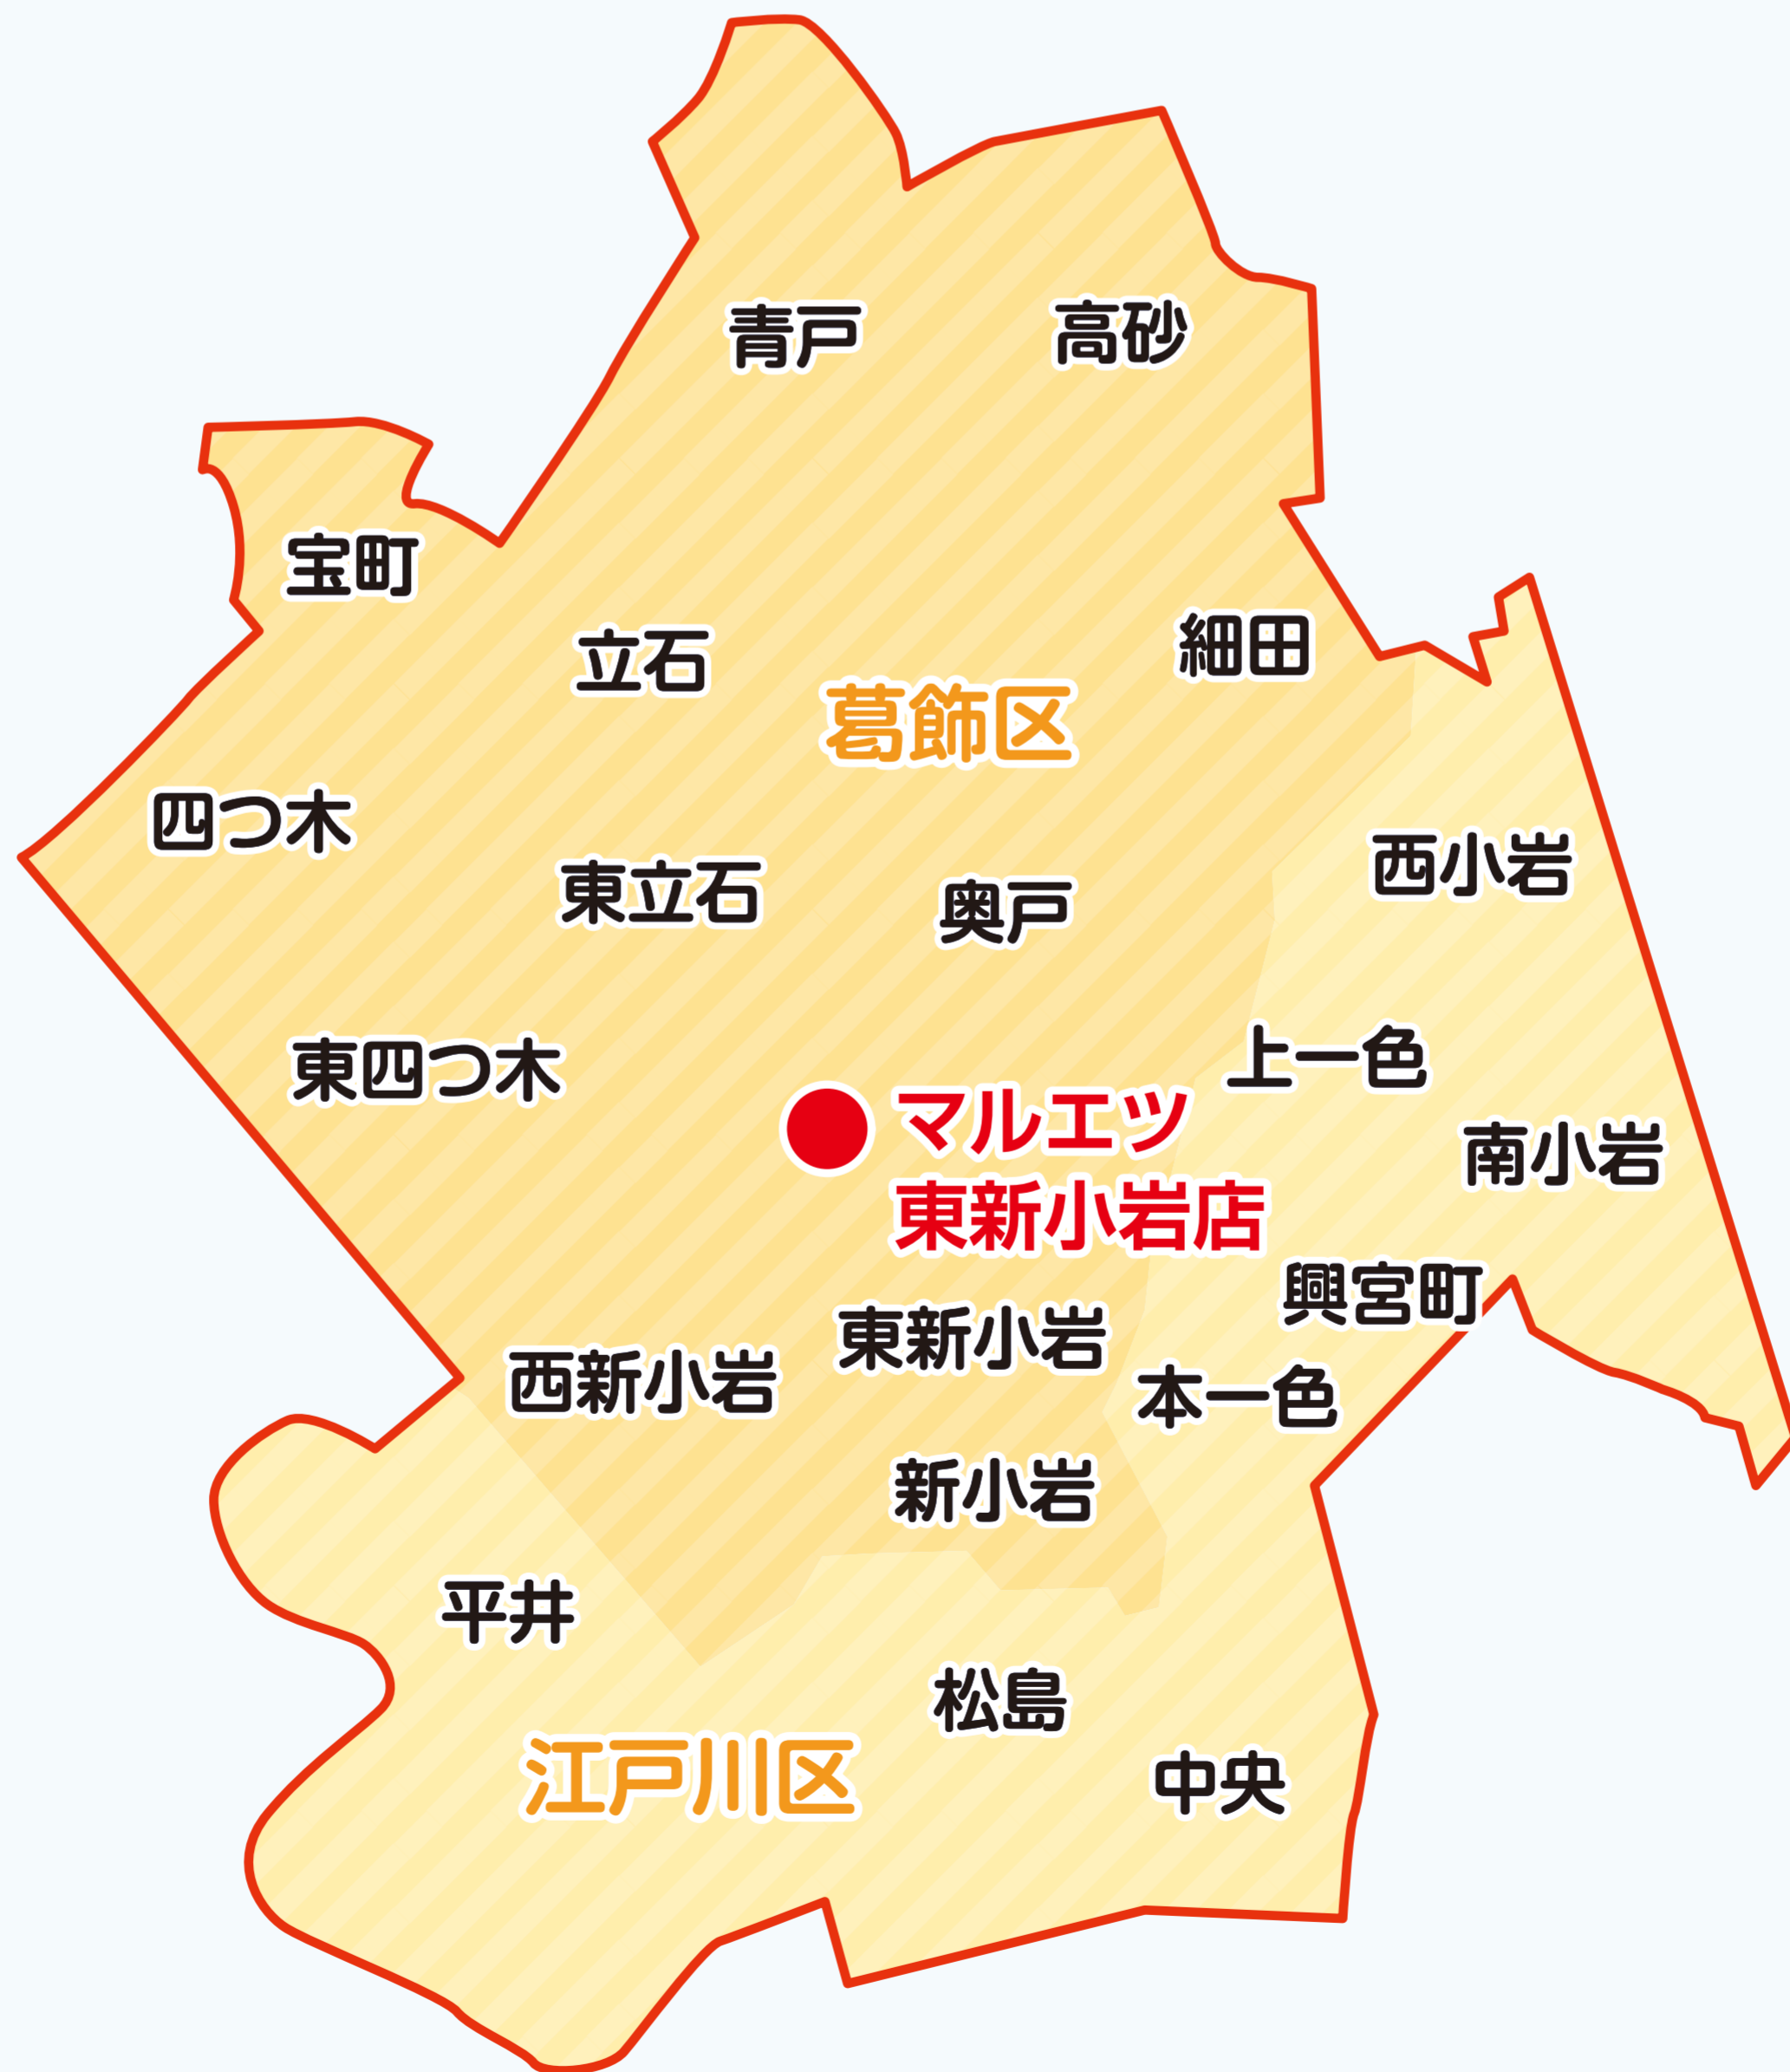 青戸
高砂
宝町
立石
細田
葛飾区
四つ木
東立石
奥戸
西小岩
東四つ木
上一色
マルエツ
東新小岩店
南小岩
興宮町
東新小岩
西新小岩
本一色
新小岩
平井
松島
江戸川区
中央